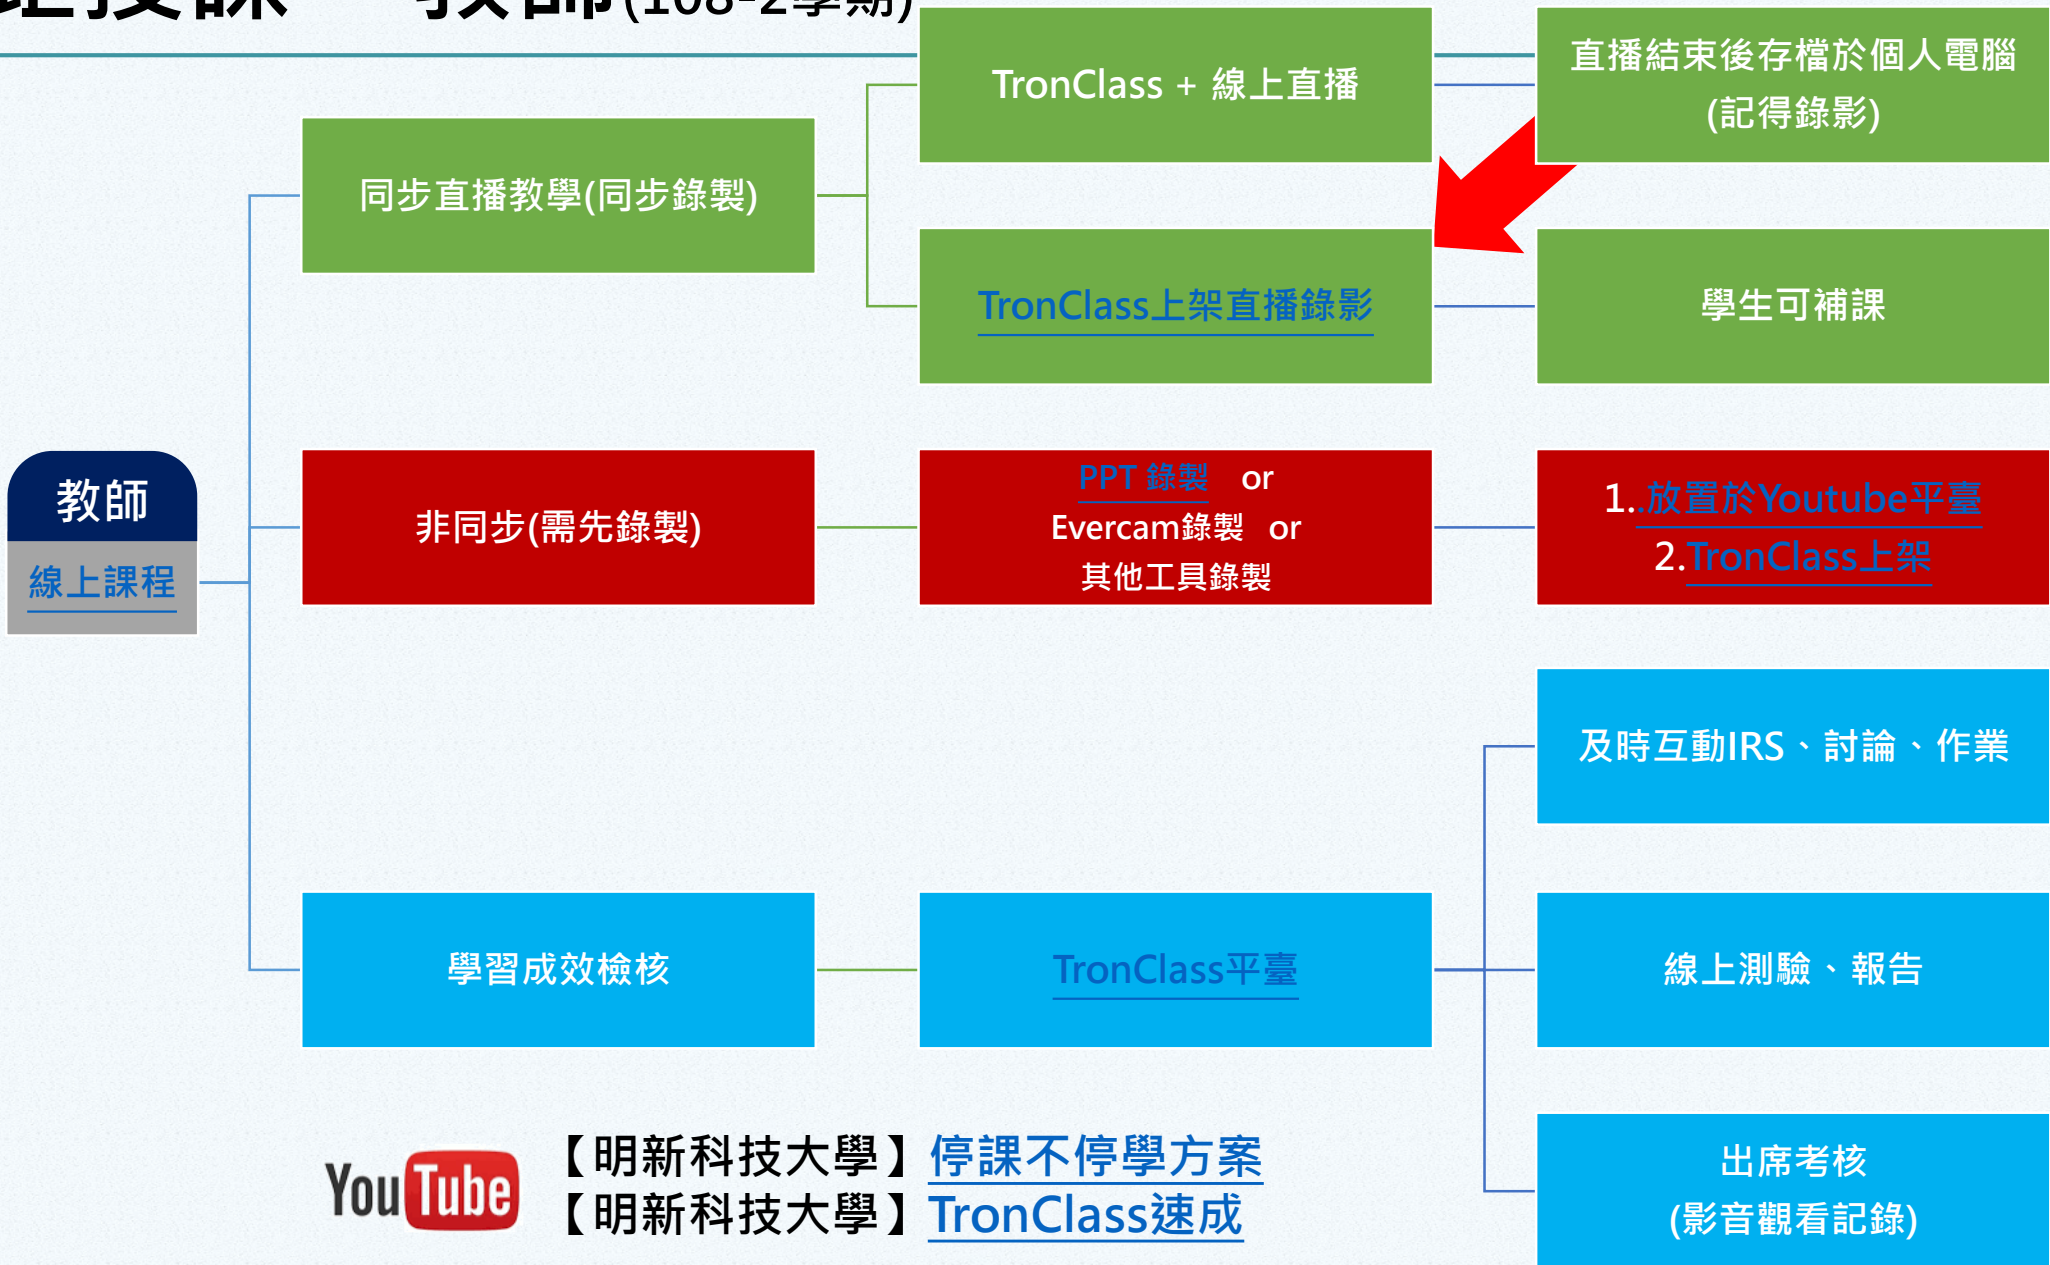 授課 教師(108-2學期)
TronClass + 線上直播
直播結束後存檔於個人電腦
(記得錄影)
同步直播教學(同步錄製)
TronClass上架直播錄影
學生可補課
教師
線上課程
非同步(需先錄製)
PPT 錄製 or
Evercam錄製 or
其他工具錄製
1..放置於Youtube平臺
2.TronClass上架
及時互動IRS、討論、作業
學習成效檢核
TronClass平臺
線上測驗、報告
出席考核
(影音觀看記錄)
YouTube
【明新科技大學】停課不停學方案
【明新科技大學】TronClass速成